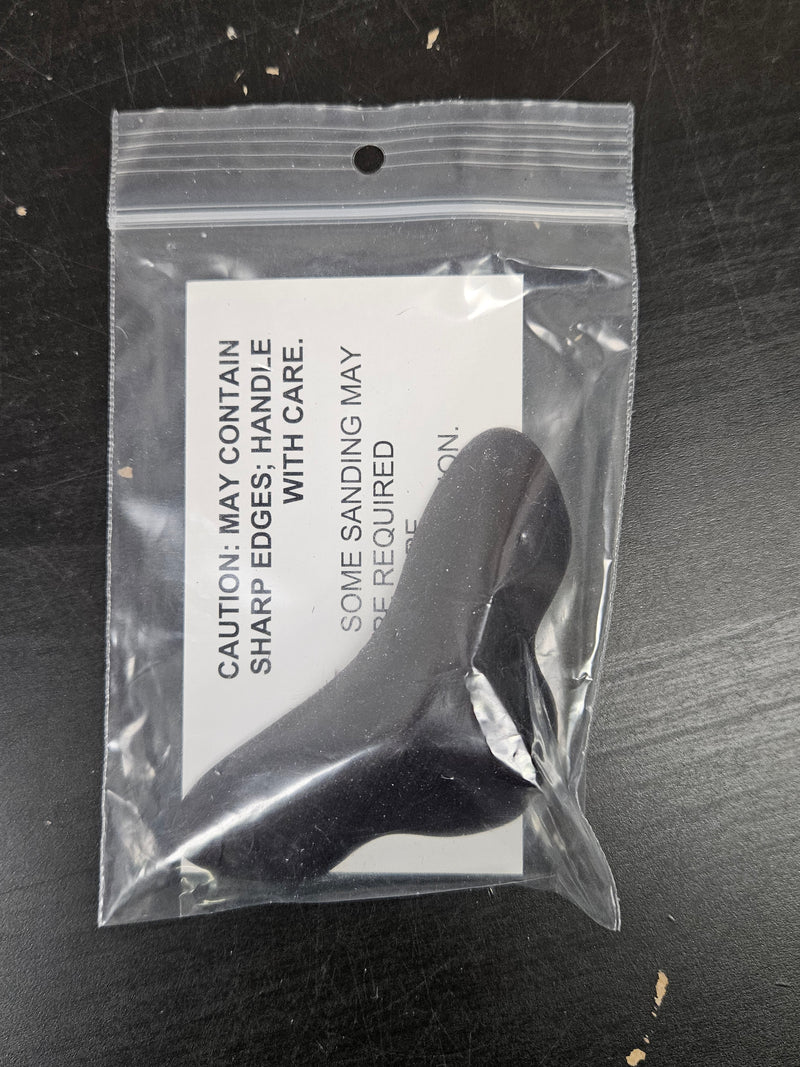 CAUTION: MAY CONTAIN
SHARP EDGES; HANDLE
WITH CARE.
SOME SANDING MAY
BE REQUIRED